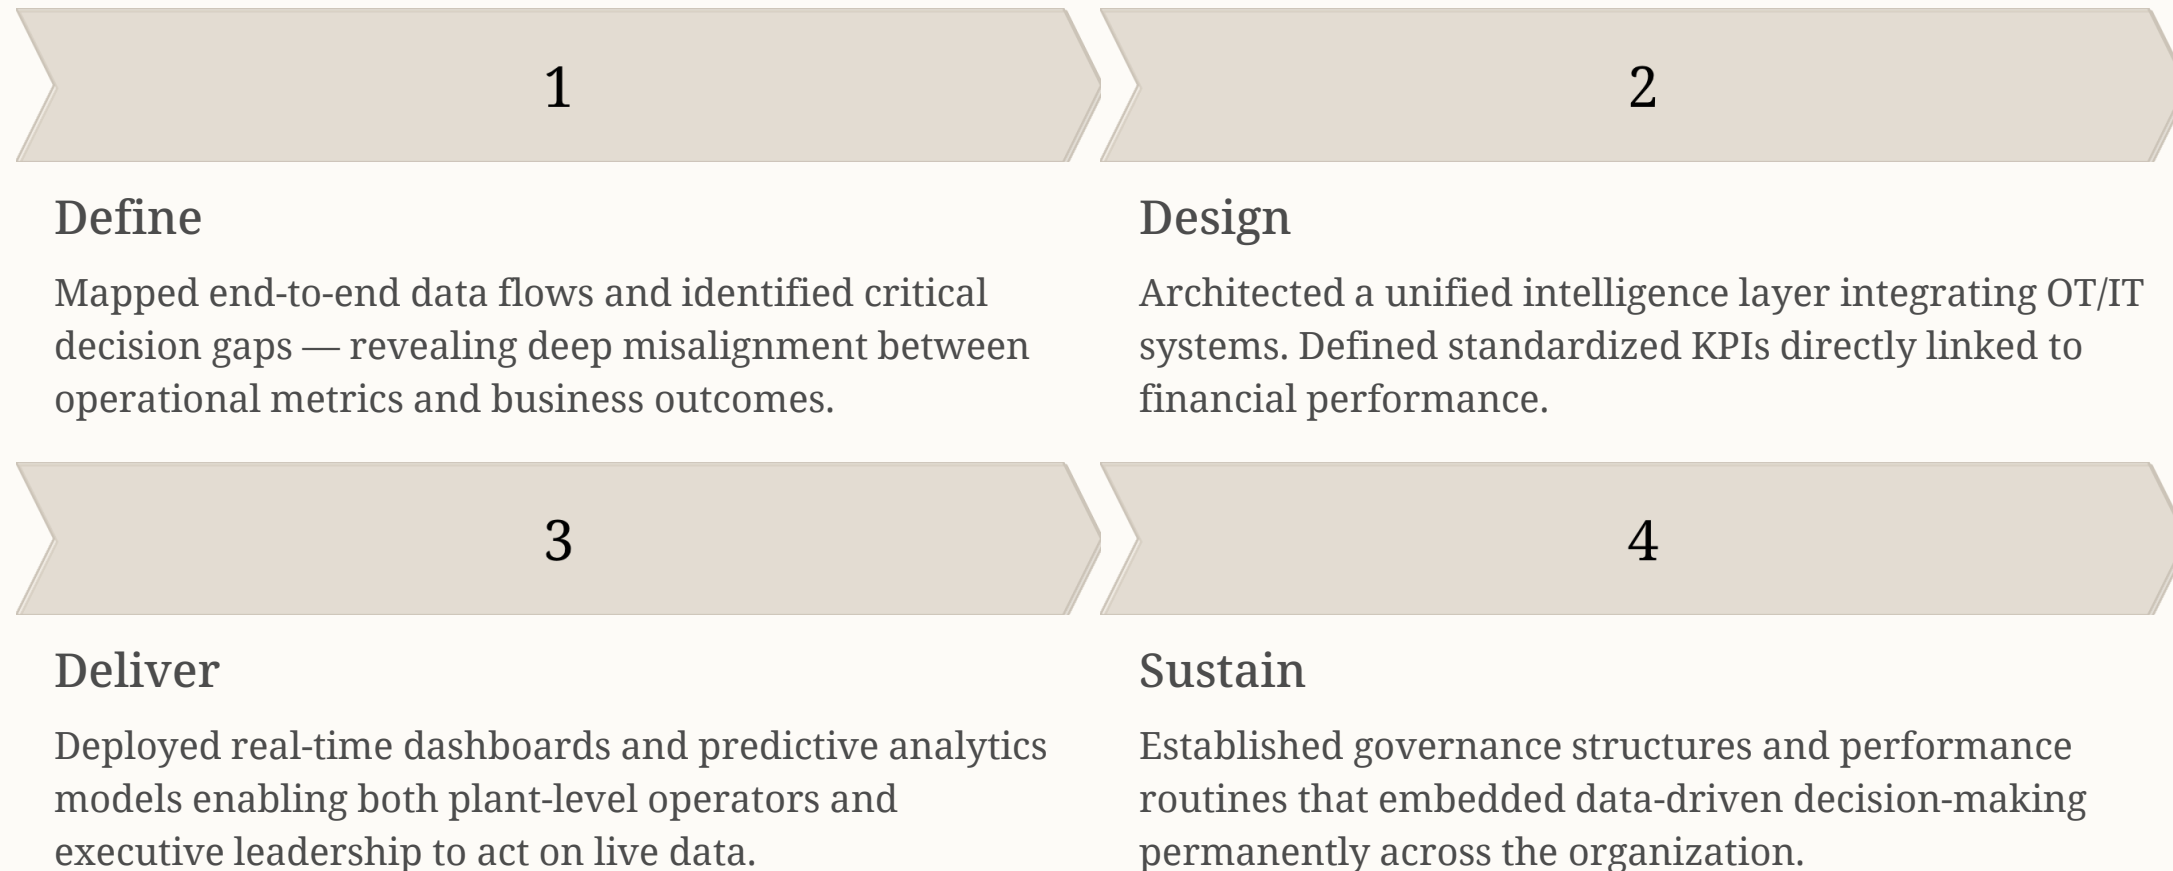 1
2
Define
Mapped end-to-end data flows and identified critical
decision gaps — revealing deep misalignment between
operational metrics and business outcomes.
Design
Architected a unified intelligence layer integrating OT/IT
systems. Defined standardized KPIs directly linked to
financial performance.
3
4
Deliver
Deployed real-time dashboards and predictive analytics
models enabling both plant-level operators and
executive leadership to act on live data.
Sustain
Established governance structures and performance
routines that embedded data-driven decision-making
permanently across the organization.